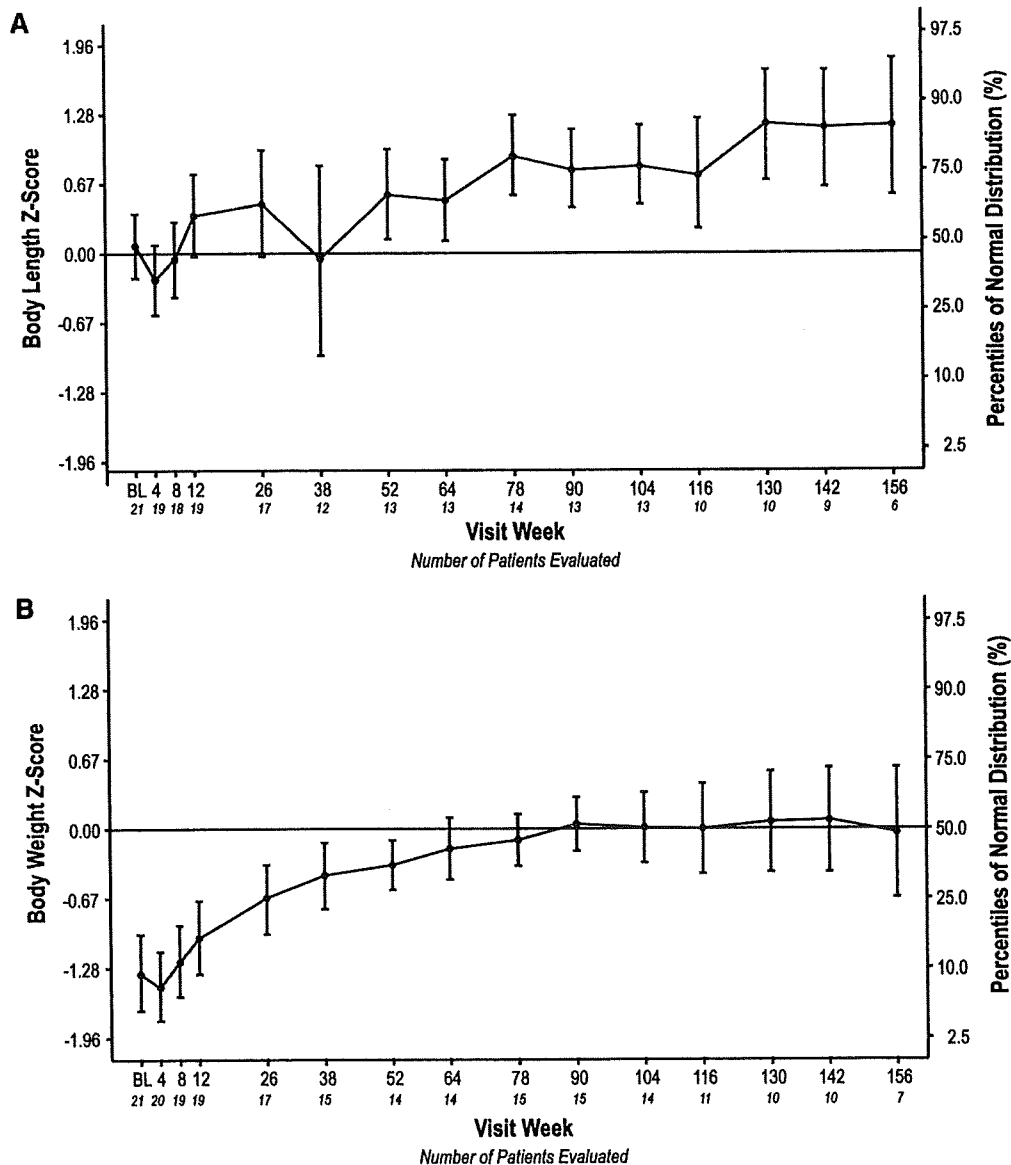 A
Body Length Z-Score
1.96
1.28
0.67
0.00
-0.67
-1.28
-1.96
97.5
90.0
75.0
50.0
25.0
10.0
2.5
Percentiles of Normal Distribution (%)
BL 4 8 12 26 38 52 64 78 90 104 116 130 142 156
21 19 18 19 17 12 13 13 14 13 13 10 10 9 6
Visit Week
Number of Patients Evaluated
B
Body Weight Z-Score
1.96
1.28
0.67
0.00
-0.67
-1.28
-1.96
97.5
90.0
75.0
50.0
25.0
10.0
2.5
Percentiles of Normal Distribution (%)
BL 4 8 12 26 38 52 64 78 90 104 116 130 142 156
21 20 19 19 17 15 14 14 15 15 14 11 10 10 7
Visit Week
Number of Patients Evaluated